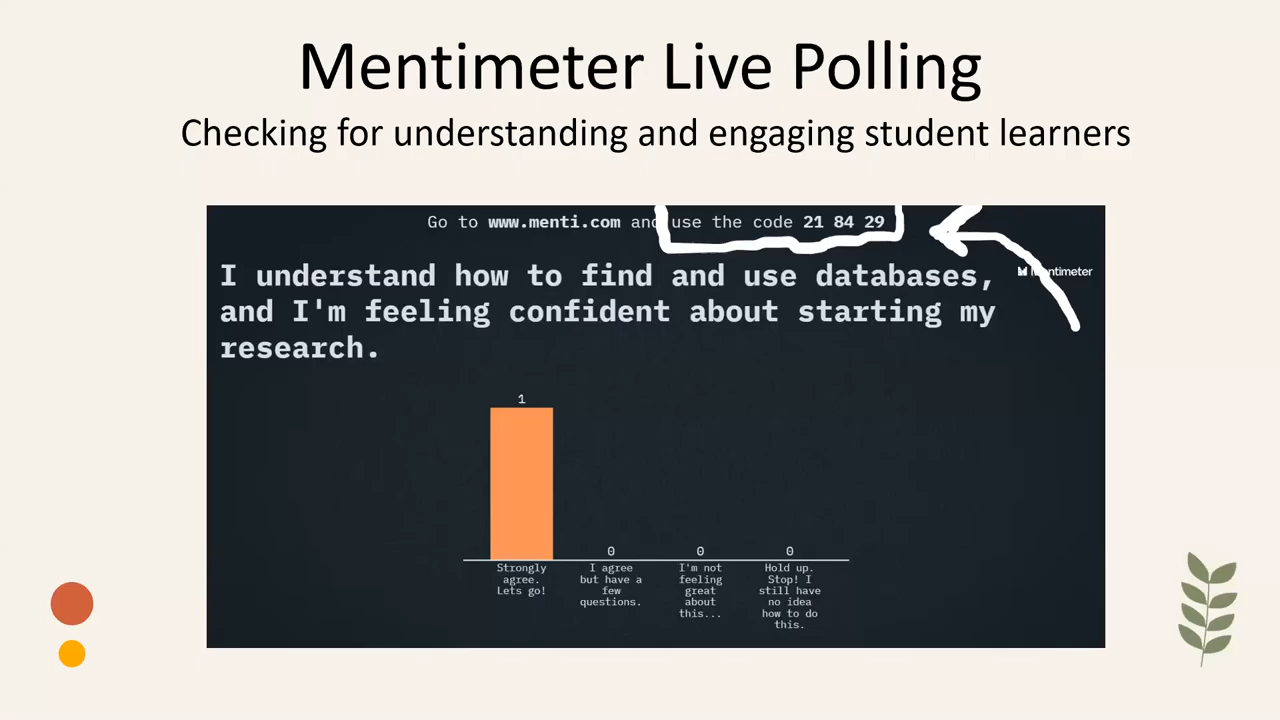 Mentimeter Live Polling
Checking for understanding and engaging student learners
Go to www.menti.com and use the code 21 84 29
I understand how to find and use databases,
Mentimeter
and I'm feeling confident about starting my
research.
1
0
0
0
Strongly
agree.
Lets go!
I agree
but have a
few
questions.
I'm not
feeling
great
about
this...
Hold up.
Stop! I
still have
no idea
how to do
this.